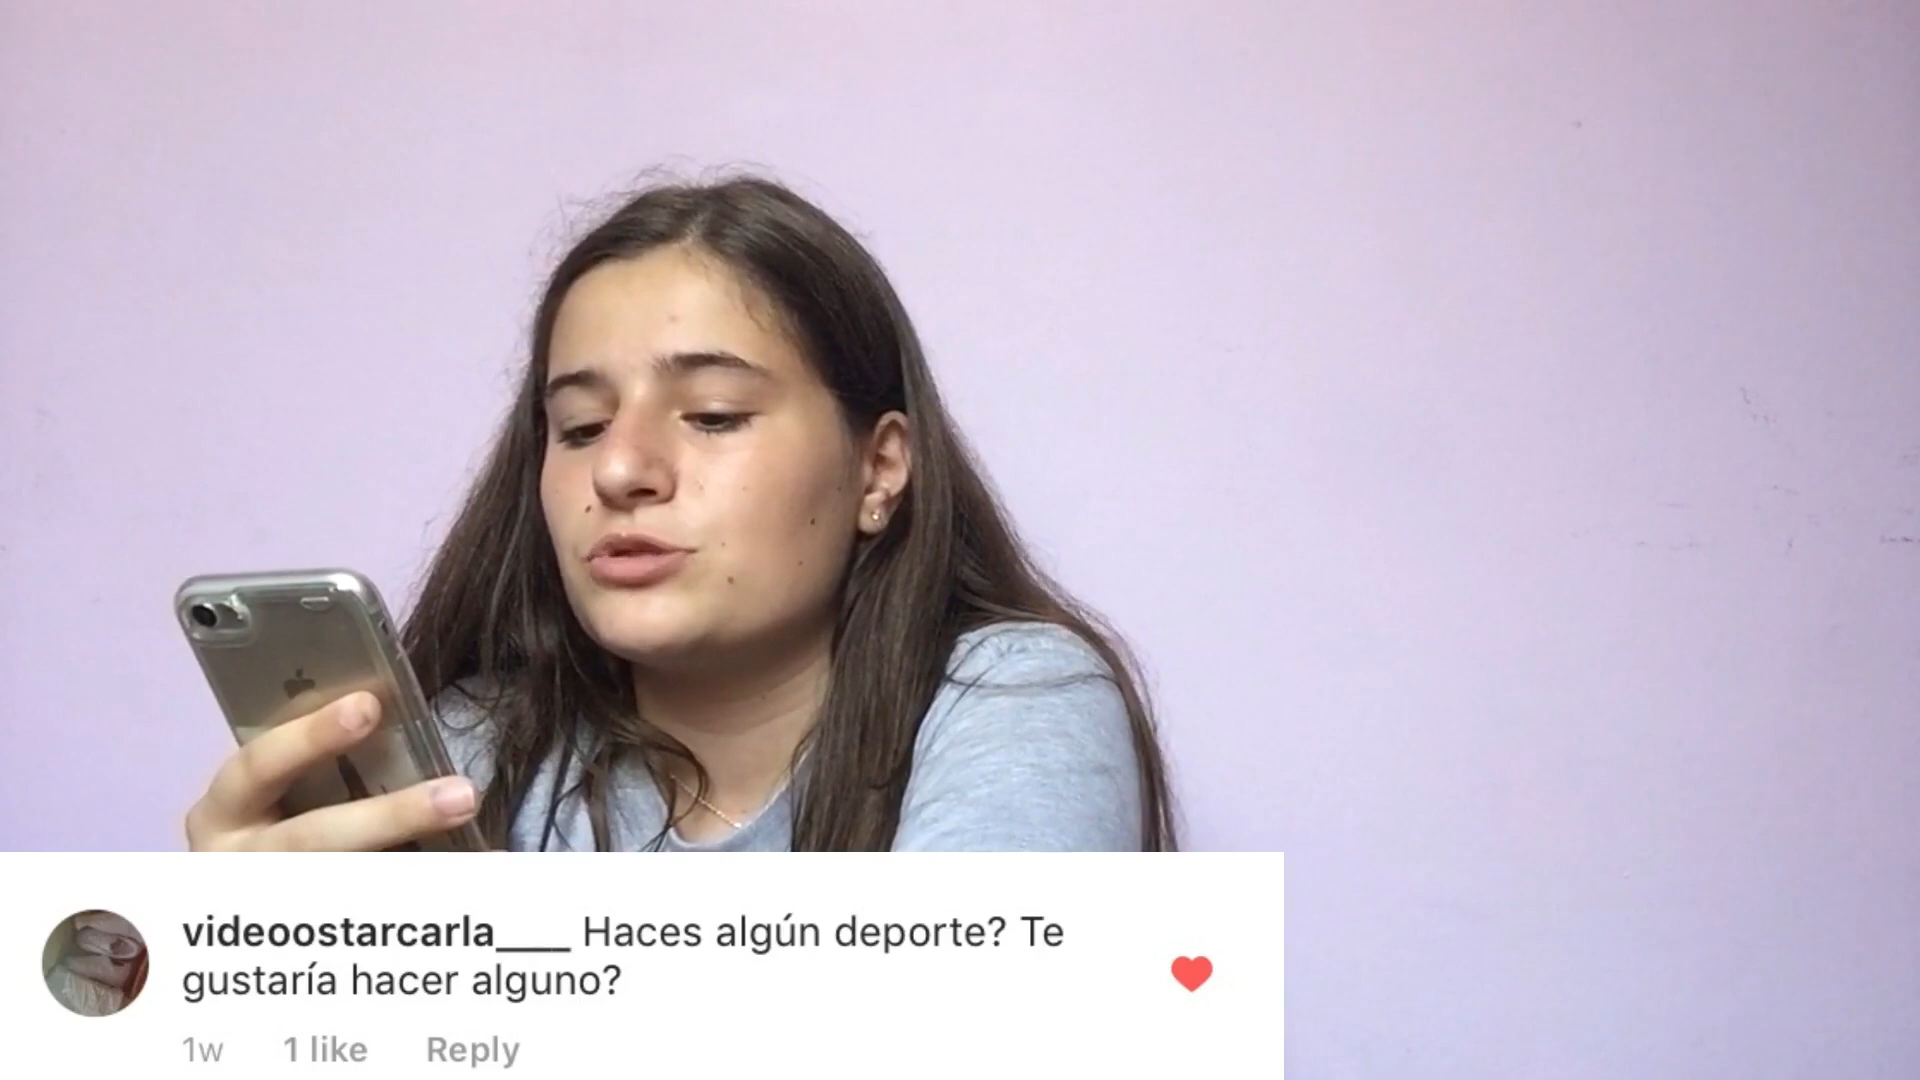 videoostarcarla___ Haces algún deporte? Te
gustaría hacer alguno?
1w 1 like Reply